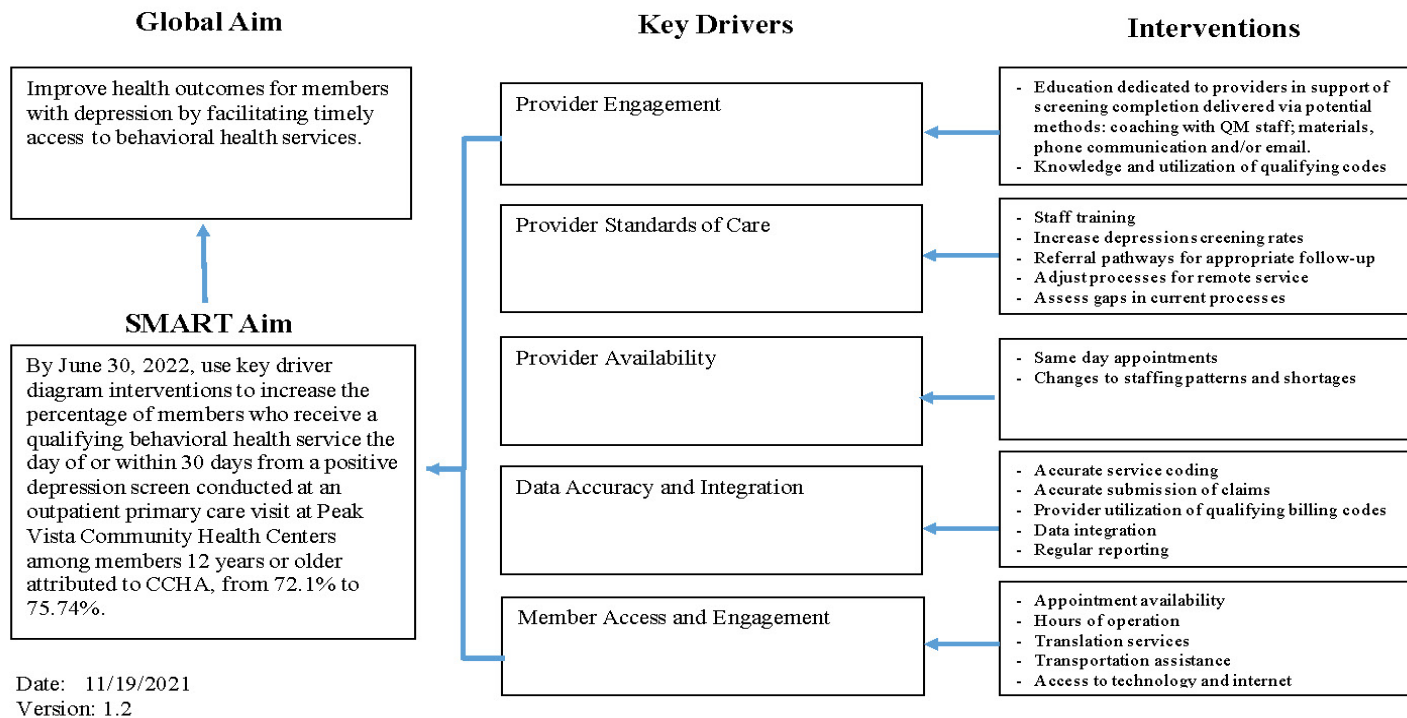 Global Aim
Improve health outcomes for members
with depression by facilitating timely
access to behavioral health services.
SMART Aim
By June 30, 2022, use key driver
diagram interventions to increase the
percentage of members who receive a
qualifying behavioral health service the
day of or within 30 days from a positive
depression screen conducted at an
outpatient primary care visit at Peak
Vista Community Health Centers
among members 12 years or older
attributed to CCHA, from 72.1% to
75.74%.
Date: 11/19/2021
Version: 1.2
Key Drivers
Provider Engagement
Provider Standards of Care
Provider Availability
Data Accuracy and Integration
Member Access and Engagement
Interventions
- Education dedicated to providers in support of
screening completion delivered via potential
methods: coaching with QM staff; materials,
phone communication and/or email.
- Knowledge and utilization of qualifying codes
- Staff training
- Increase depressions creening rates
- Referral pathways for appropriate follow-up
- Adjust processes for remote service
- Assess gaps in current processes
- Same day appointments
- Changes to staffing patterns and shortages
- Accurate service coding
- Accurate submission of claims
- Provider utilization of qualifying billing codes
- Data integration
- Regular reporting
- Appointment availability
- Hours of operation
- Translation services
- Transportation assistance
- Access to technology and internet